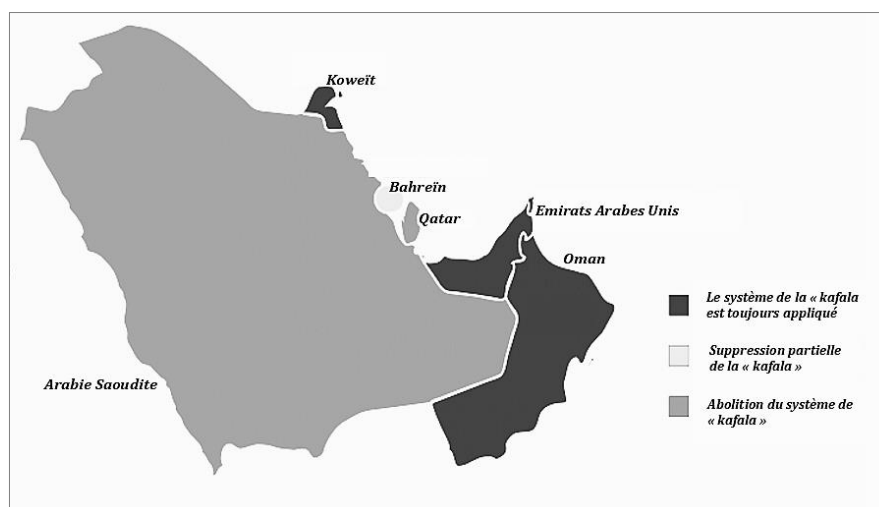 Koweït
Bahreïn
Qatar
Emirats Arabes Unis
Oman
Arabie Saoudite
Le système de la « kafala
est toujours appliqué
Suppression partielle
de la « kafala »
Abolition du système de
« kafala »